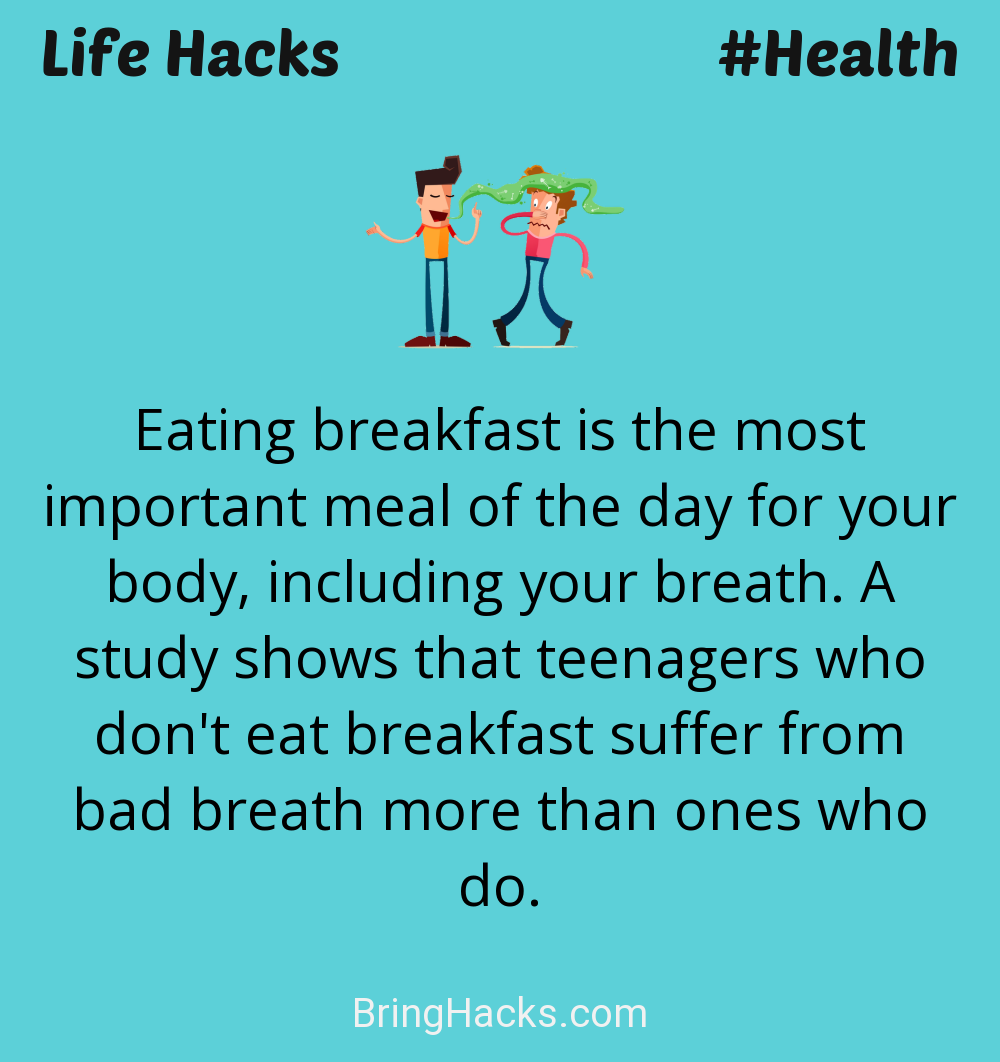 Life Hacks
#Health
Eating breakfast is the most
important meal of the day for your
body, including your breath. A
study shows that teenagers who
don't eat breakfast suffer from
bad breath more than ones who
do.
BringHacks.com